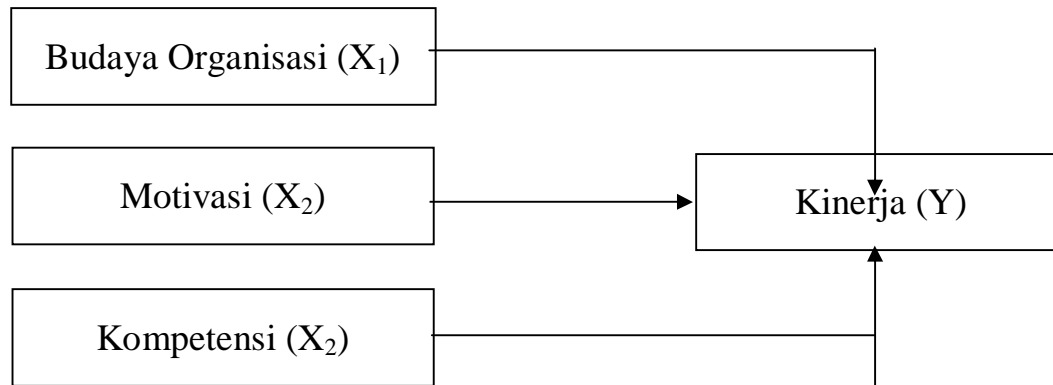 Budaya Organisasi (X₁)
Motivasi (X₂)
Kinerja (Y)
Kompetensi (X₂)